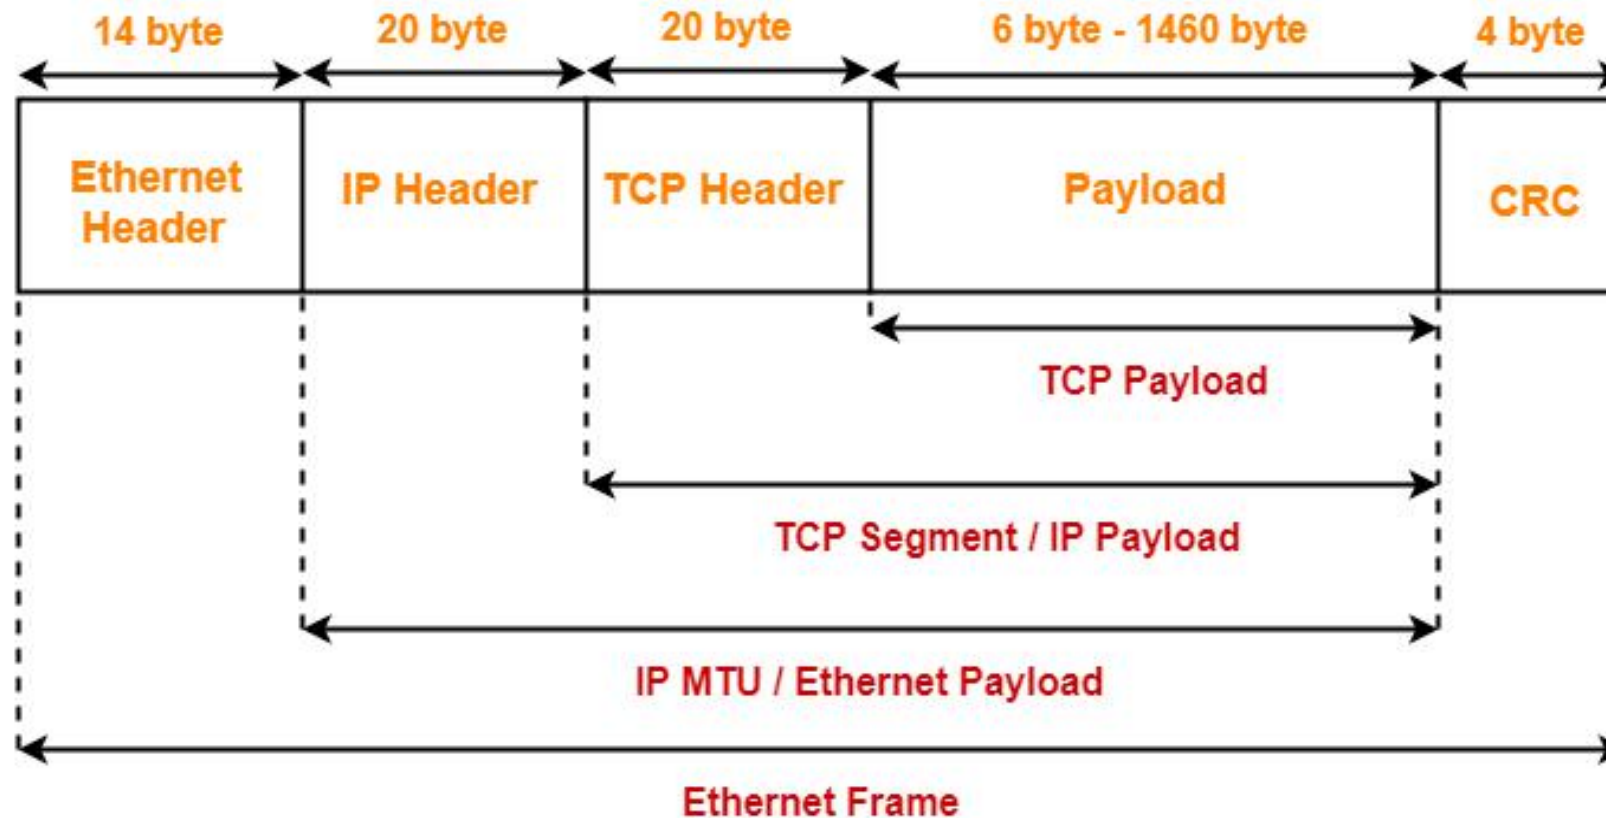 14 byte
20 byte
20 byte
6 byte - 1460 byte
4 byte
Ethernet
Header
IP Header
TCP Header
Payload
CRC
TCP Payload
TCP Segment / IP Payload
IP MTU / Ethernet Payload
Ethernet Frame